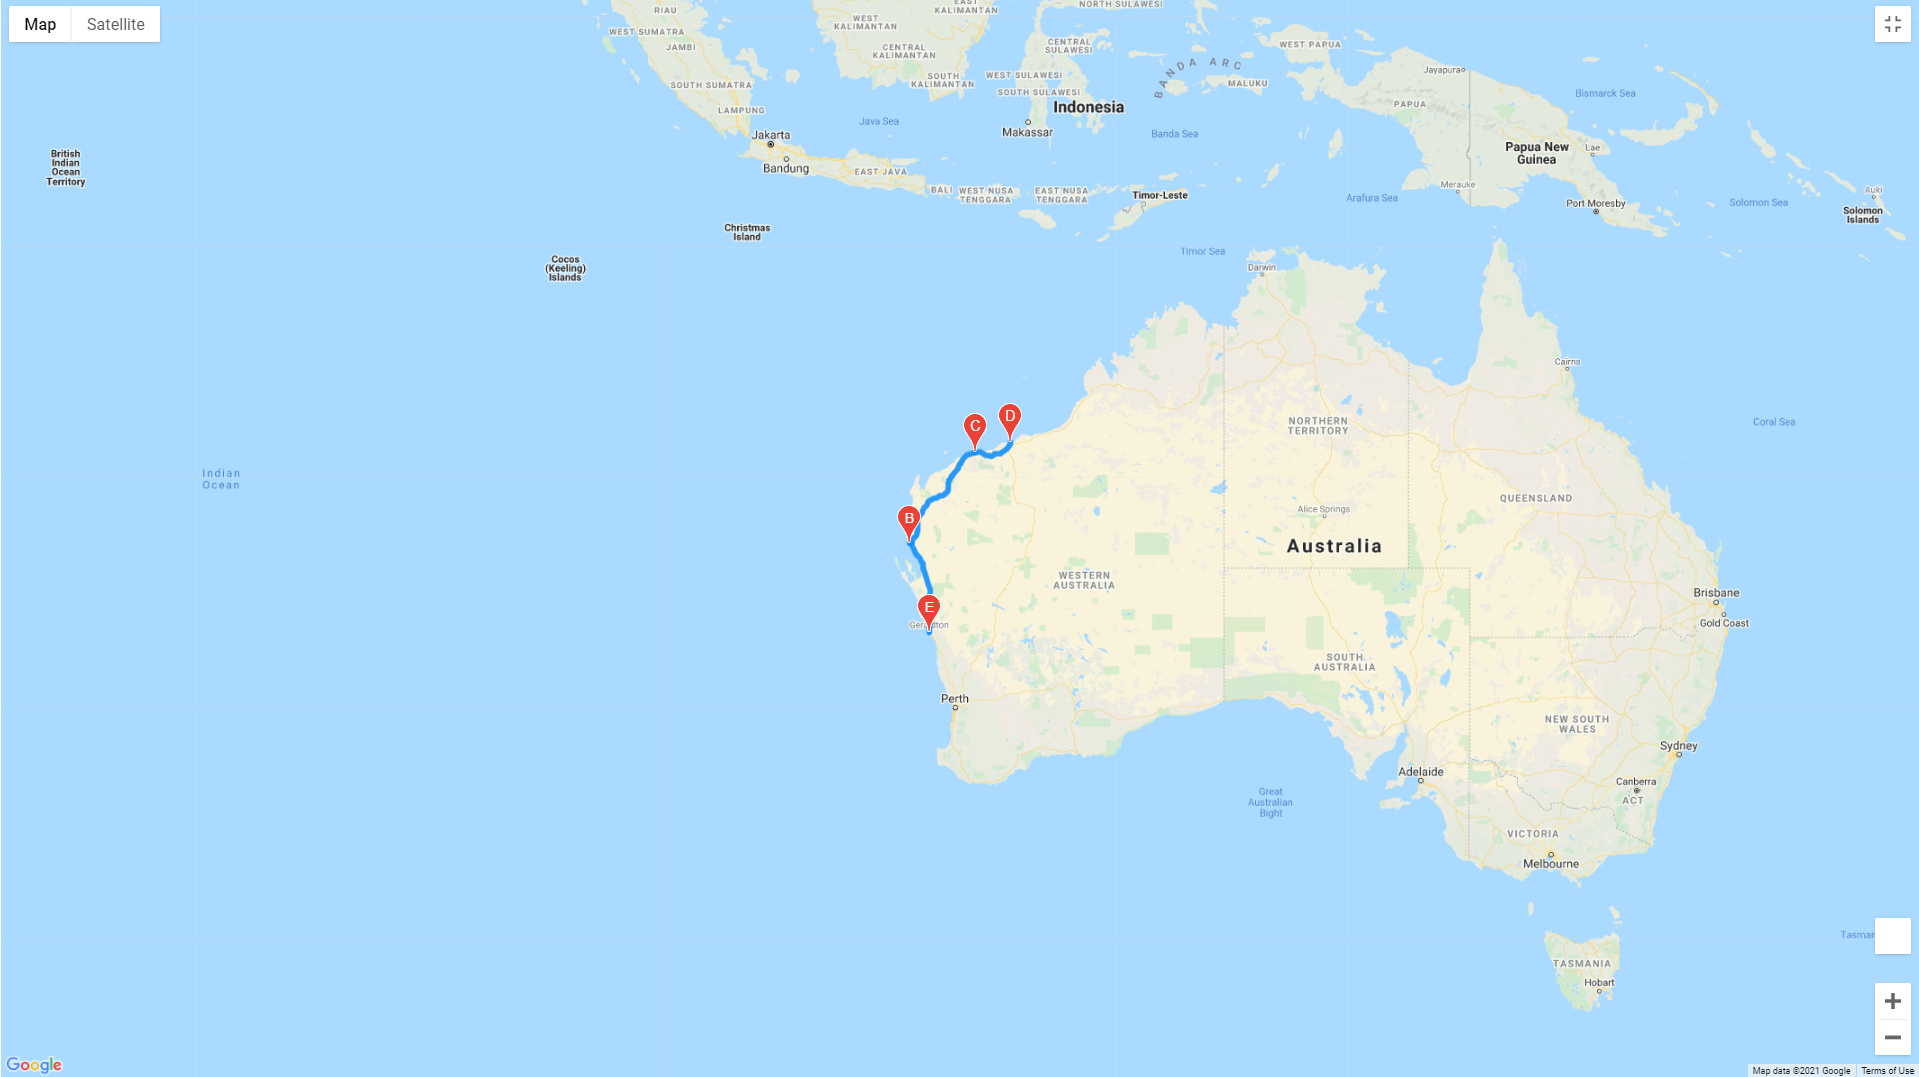 Map
Satellite
EAST
KALIMANTAN
NORTH SULAWESI
RIAU
WEST
KALIMANTAN
WEST SUMATRA
JAMBI
CENTRAL
KALIMANTAN
CENTRAL
SULAWESI
WEST PAPUA
BANDA ARC
Jayapura
SOUTH SUMATRA
SOUTH
KALIMANTAN
WEST SULAWESI
SOUTH SULAWESI
MALUKU
Bismarck Sea
LAMPUNG
Indonesia
PAPUA
Java Sea
Jakarta
Makassar
Banda Sea
British
Indian
Ocean
Territory
Bandung
EAST JAVA
Papua New
Guinea
Lae
BALI
WEST NUSA
TENGGARA
EAST NUSA
TENGGARA
Timor-Leste
Merauke
Arafura Sea
Port Moresby
Solomon Sea
Auki
Solomon
Islands
Christmas
Island
Timor Sea
Cocos
(Keeling)
Islands
Darwin
Cairns
D
C
NORTHERN
TERRITORY
Coral Sea
Indian
Ocean
QUEENSLAND
Alice Springs
B
Australia
WESTERN
AUSTRALIA
Brisbane
E
Gold Coast
SOUTH
AUSTRALIA
Perth
NEW SOUTH
WALES
Sydney
Adelaide
Canberra
ACT
Great
Australian
Bight
VICTORIA
Melbourne
TASMANIA
Hobart
Google
Map data ©2021 Google
Terms of Use